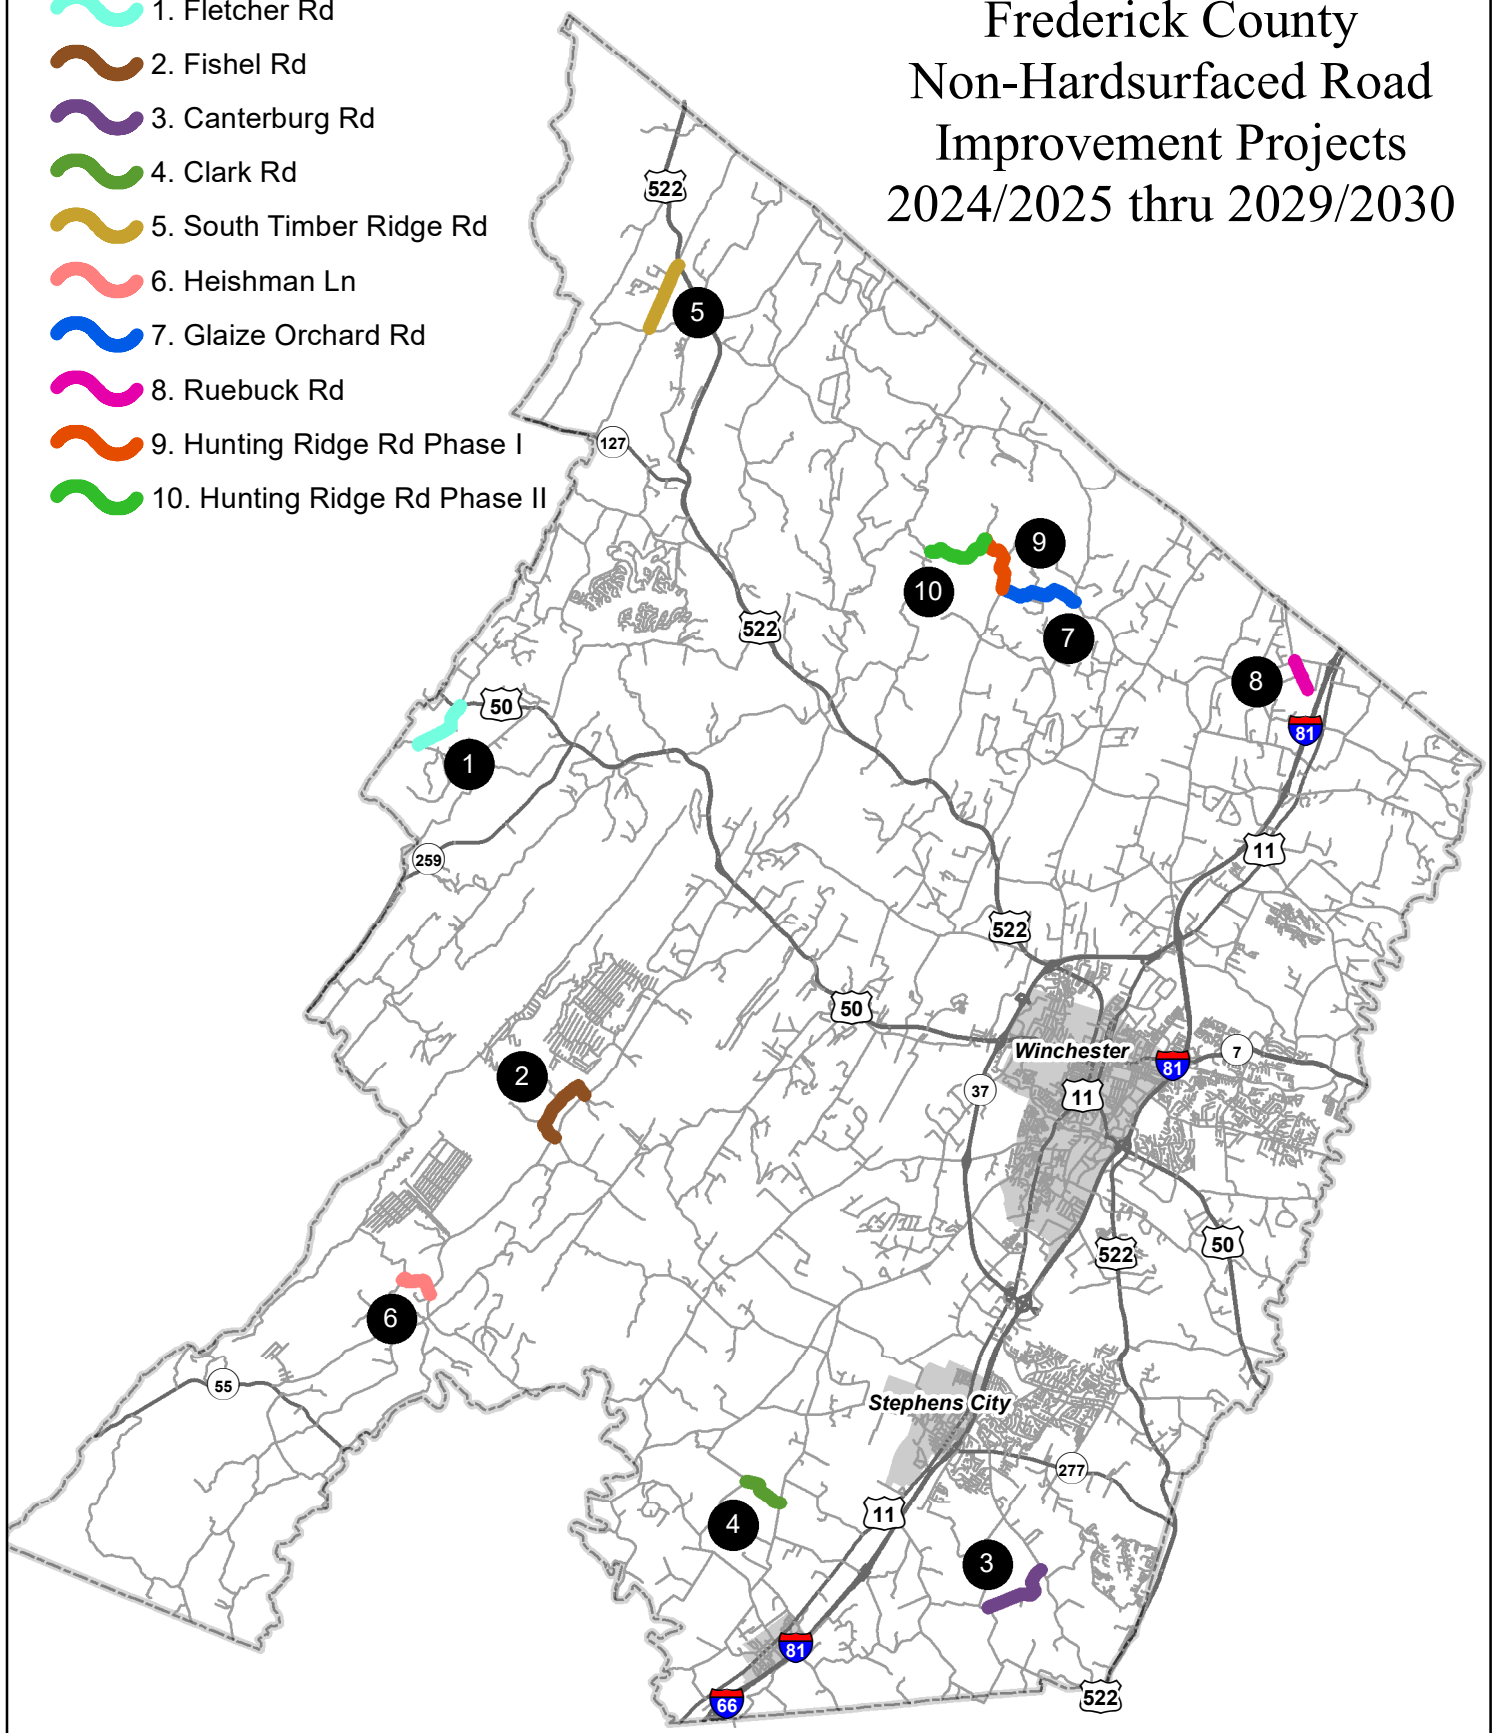 Frederick County
Non-Hardsurfaced Road
Improvement Projects
2024/2025 thru 2029/2030
1. Fletcher Rd
2. Fishel Rd
3. Canterburg Rd
4. Clark Rd
5. South Timber Ridge Rd
6. Heishman Ln
7. Glaize Orchard Rd
8. Ruebuck Rd
9. Hunting Ridge Rd Phase I
10. Hunting Ridge Rd Phase II
522
5
127
9
10
522
7
8
50
81
1
11
259
522
50
Winchester
7
81
2
37
11
522
50
6
55
Stephens City
277
11
4
3
81
66
522